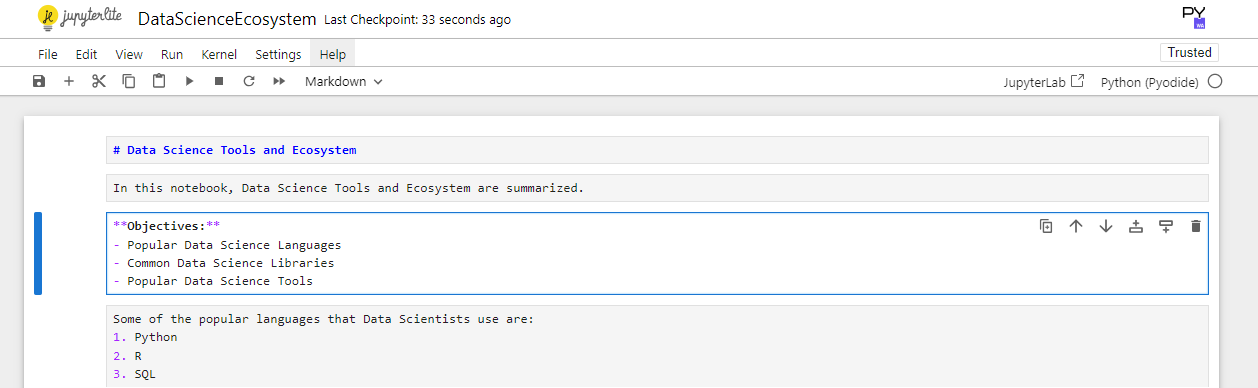 jupyterlite DataScienceEcosystem Last Checkpoint: 33 seconds ago
PY
WA
File Edit View Run Kernel Settings Help
Trusted
Markdown
JupyterLab Python (Pyodide)
# Data Science Tools and Ecosystem
In this notebook, Data Science Tools and Ecosystem are summarized.
**Objectives:**
- Popular Data Science Languages
- Common Data Science Libraries
- Popular Data Science Tools
Some of the popular languages that Data Scientists use are:
1. Python
2. R
3. SQL